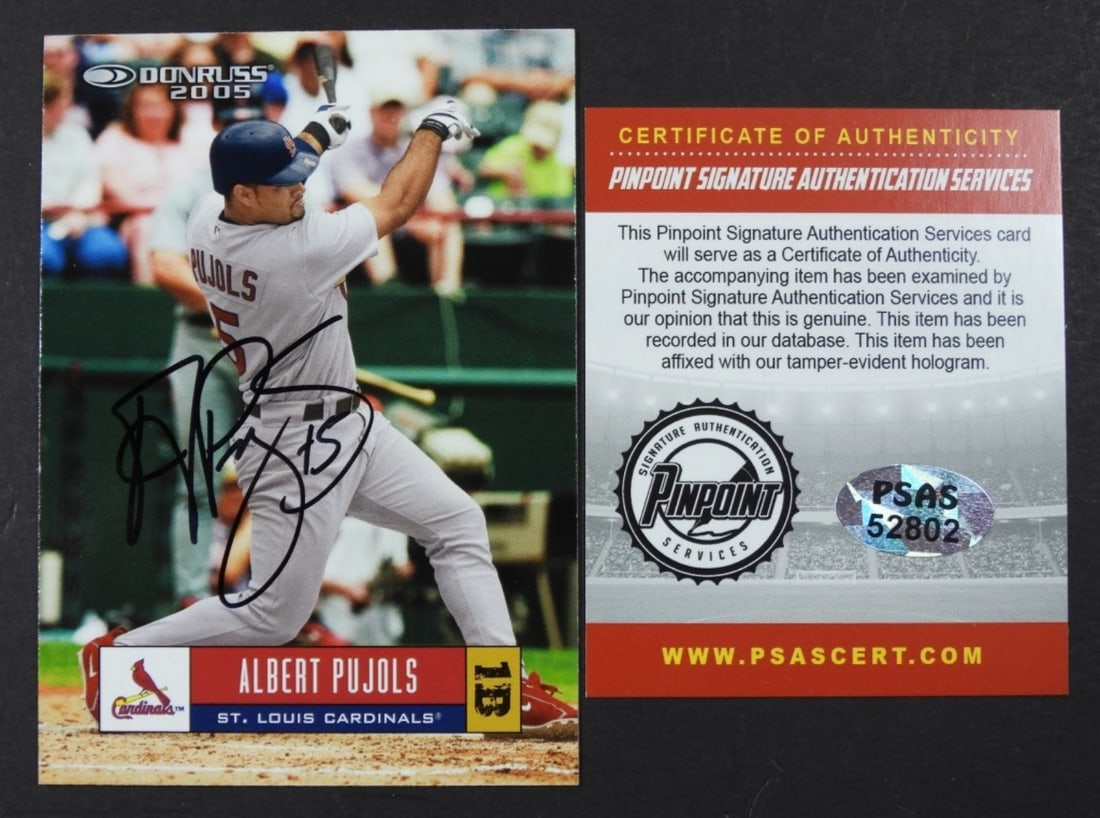 DONRUSS®
2005
PUJOLS
5
ALBERT PUJOLS
ST. LOUIS CARDINALS®
Cardinals™
1B
CERTIFICATE OF AUTHENTICITY
PINPOINT SIGNATURE AUTHENTICATION SERVICES
This Pinpoint Signature Authentication Services card
will serve as a Certificate of Authenticity.
The accompanying item has been examined by
Pinpoint Signature Authentication Services and it is
our opinion that this is genuine. This item has been
recorded in our database. This item has been
affixed with our tamper-evident hologram.
SIGNATURE AUTHENTICATION
PINPOINT
SERVICES
PSAS
52802
WWW.PSASCERT.COM